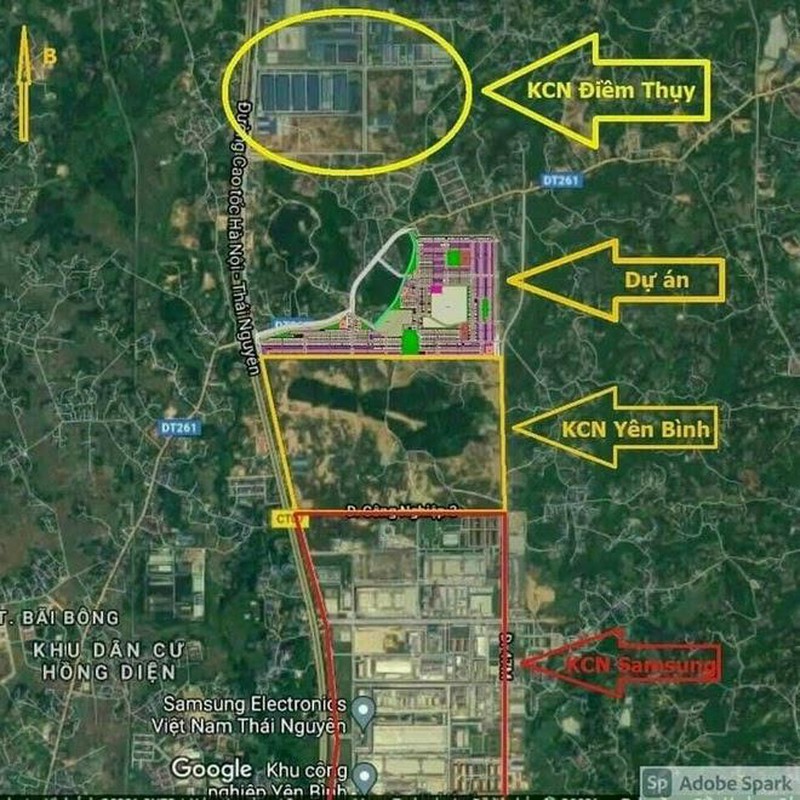 B
KCN Điềm Thụy
Đường Cao tốc Hà Nội - Thái Nguyên
DT261
Dự án
KCN Yên Bình
DT261
CT07
Đ. Công Nghiệp 3
T. BÃI BÔNG
KHU DÂN CƯ
HỒNG DIỆN
KCN Samsung
Samsung Electronics
Việt Nam Thái Nguyên
Google
Khu công
nghiệp Yên Bình
Sp Adobe Spark